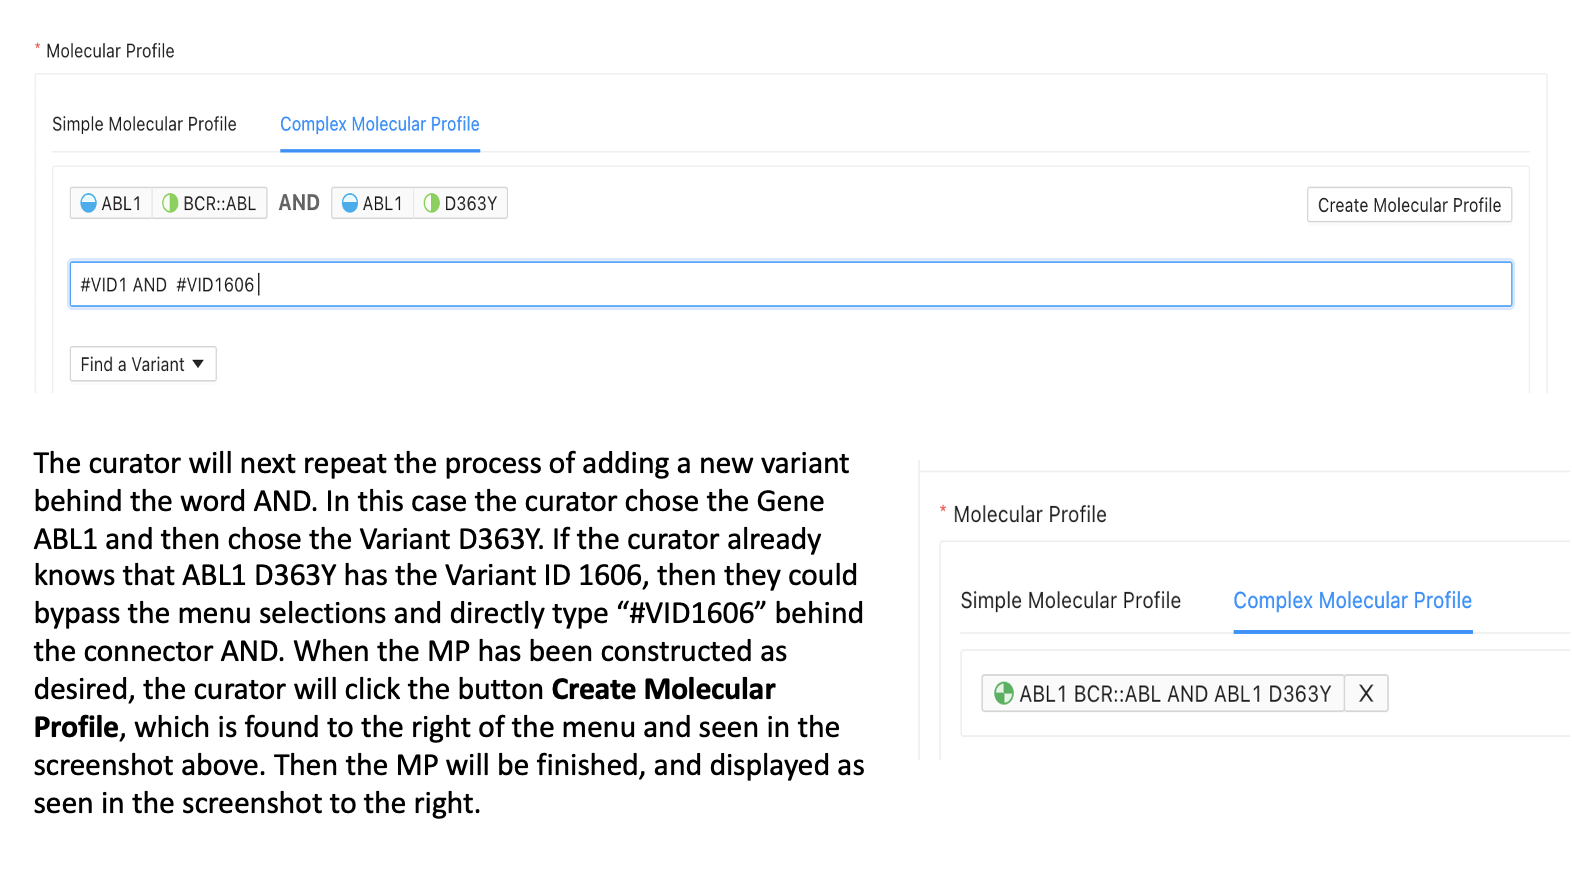 * Molecular Profile
Simple Molecular Profile Complex Molecular Profile
ABL1 BCR::ABL AND ABL1 D363Y Create Molecular Profile
#VID1 AND  #VID1606
Find a Variant ▼
The curator will next repeat the process of adding a new variant
behind the word AND. In this case the curator chose the Gene
ABL1 and then chose the Variant D363Y. If the curator already
knows that ABL1 D363Y has the Variant ID 1606, then they could
bypass the menu selections and directly type “#VID1606” behind
the connector AND. When the MP has been constructed as
desired, the curator will click the button Create Molecular
Profile, which is found to the right of the menu and seen in the
screenshot above. Then the MP will be finished, and displayed as
seen in the screenshot to the right.
* Molecular Profile
Simple Molecular Profile Complex Molecular Profile
ABL1 BCR::ABL AND ABL1 D363Y X